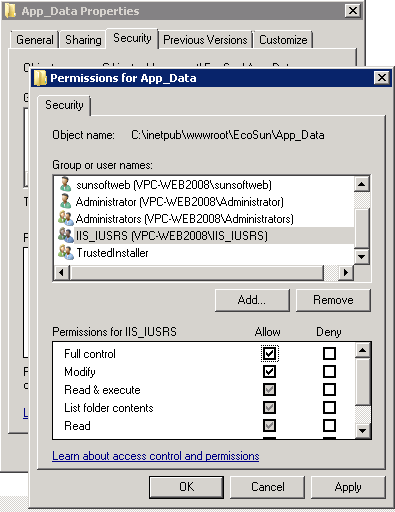 App_Data Properties
General Sharing Security Previous Versions Customize
Permissions for App_Data
Security
Object name: C:\inetpub\wwwroot\EcoSun\App_Data
Group or user names:
sunsoftweb (VPC-WEB2008\sunsoftweb)
Administrator (VPC-WEB2008\Administrator)
Administrators (VPC-WEB2008\Administrators)
IIS_IUSRS (VPC-WEB2008\IIS_IUSRS)
TrustedInstaller
Add... Remove
Permissions for IIS_IUSRS Allow Deny
Full control
Modify
Read & execute
List folder contents
Read
Learn about access control and permissions
OK Cancel Apply